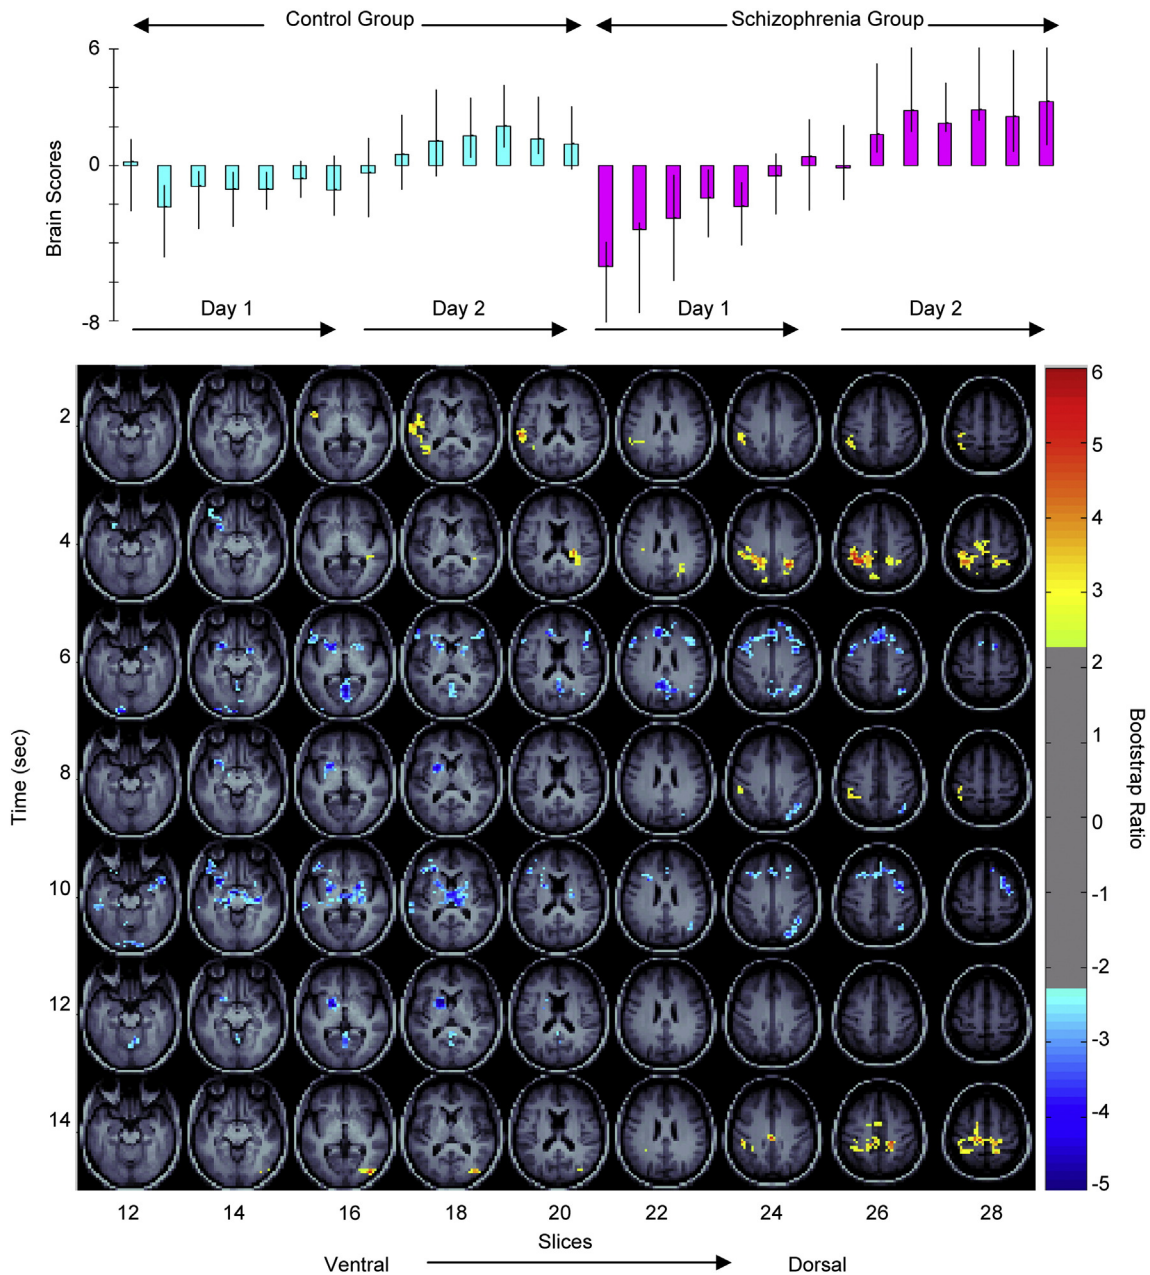 Control Group Schizophrenia Group
6
0
-8
Brain Scores
Day 1 Day 2 Day 1 Day 2
2
4
6
8
10
12
14
Time (sec)
6
5
4
3
2
1
0
-1
-2
-3
-4
-5
Bootstrap Ratio
12 14 16 18 20 22 24 26 28
Slices
Ventral Dorsal